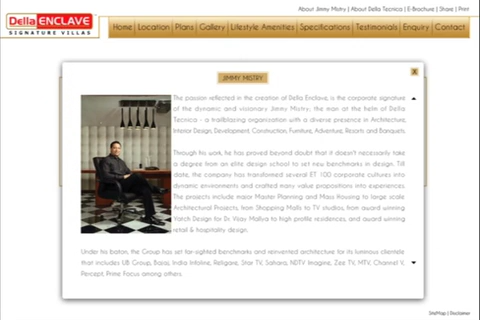 About Jimmy Mistry | About Della Tecnica | E-Brochure | Share | Print
Della ENCLAVE
SIGNATURE VILLAS
Home Location Plans Gallery Lifestyle Amenities Specifications Testimonials Enquiry Contact
X
JIMMY MISTRY
The passion reflected in the creation of Della Enclave, is the corporate signature
of the dynamic and visionary Jimmy Mistry; the man at the helm of Della
Tecnica - a trailblazing organisation with a diverse presence in Architecture,
Interior Design, Development, Construction, Furniture, Adventure, Resorts and Banquets.
Through his work, he has proved beyond doubt that it doesn't necessarily take
a degree from an elite design school to set new benchmarks in design. Till
date, the company has transformed several ET 100 corporate cultures into
dynamic environments and crafted many value propositions into experiences.
The projects include major Master Planning and Mass Housing to large scale
Architectural Projects, from Shopping Malls to TV studios, from award winning
Yatch Design for Dr. Vijay Mallya to high profile residences, and award winning
retail & hospitality design.
Under his baton, the Group has set far-sighted benchmarks and reinvented architecture for its luminous clientele
that includes UB Group, Bajaj, India Infoline, Religare, Star TV, Sahara, NDTV Imagine, Zee TV, MTV, Channel V,
Percept, Prime Focus among others.
SiteMap | Disclaimer